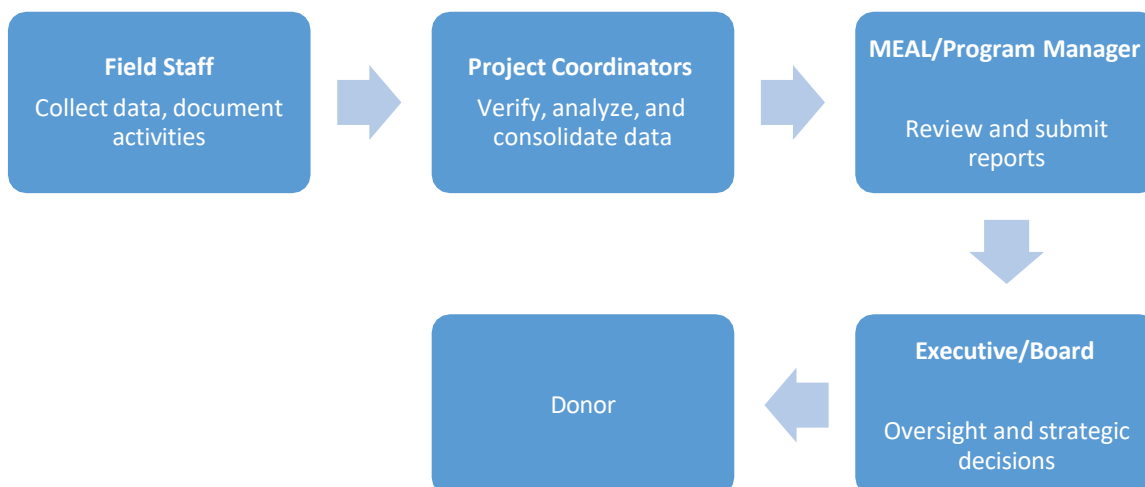 Field Staff
Collect data, document
activities
Project Coordinators
Verify, analyze, and
consolidate data
MEAL/Program Manager
Review and submit
reports
Executive/Board
Oversight and strategic
decisions
Donor